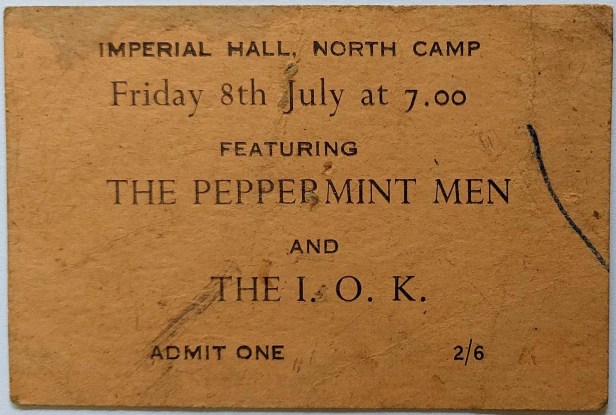 IMPERIAL HALL, NORTH CAMP
Friday 8th July at 7.00
FEATURING
THE PEPPERMINT MEN
AND
THE I. O. K.
ADMIT ONE 2/6